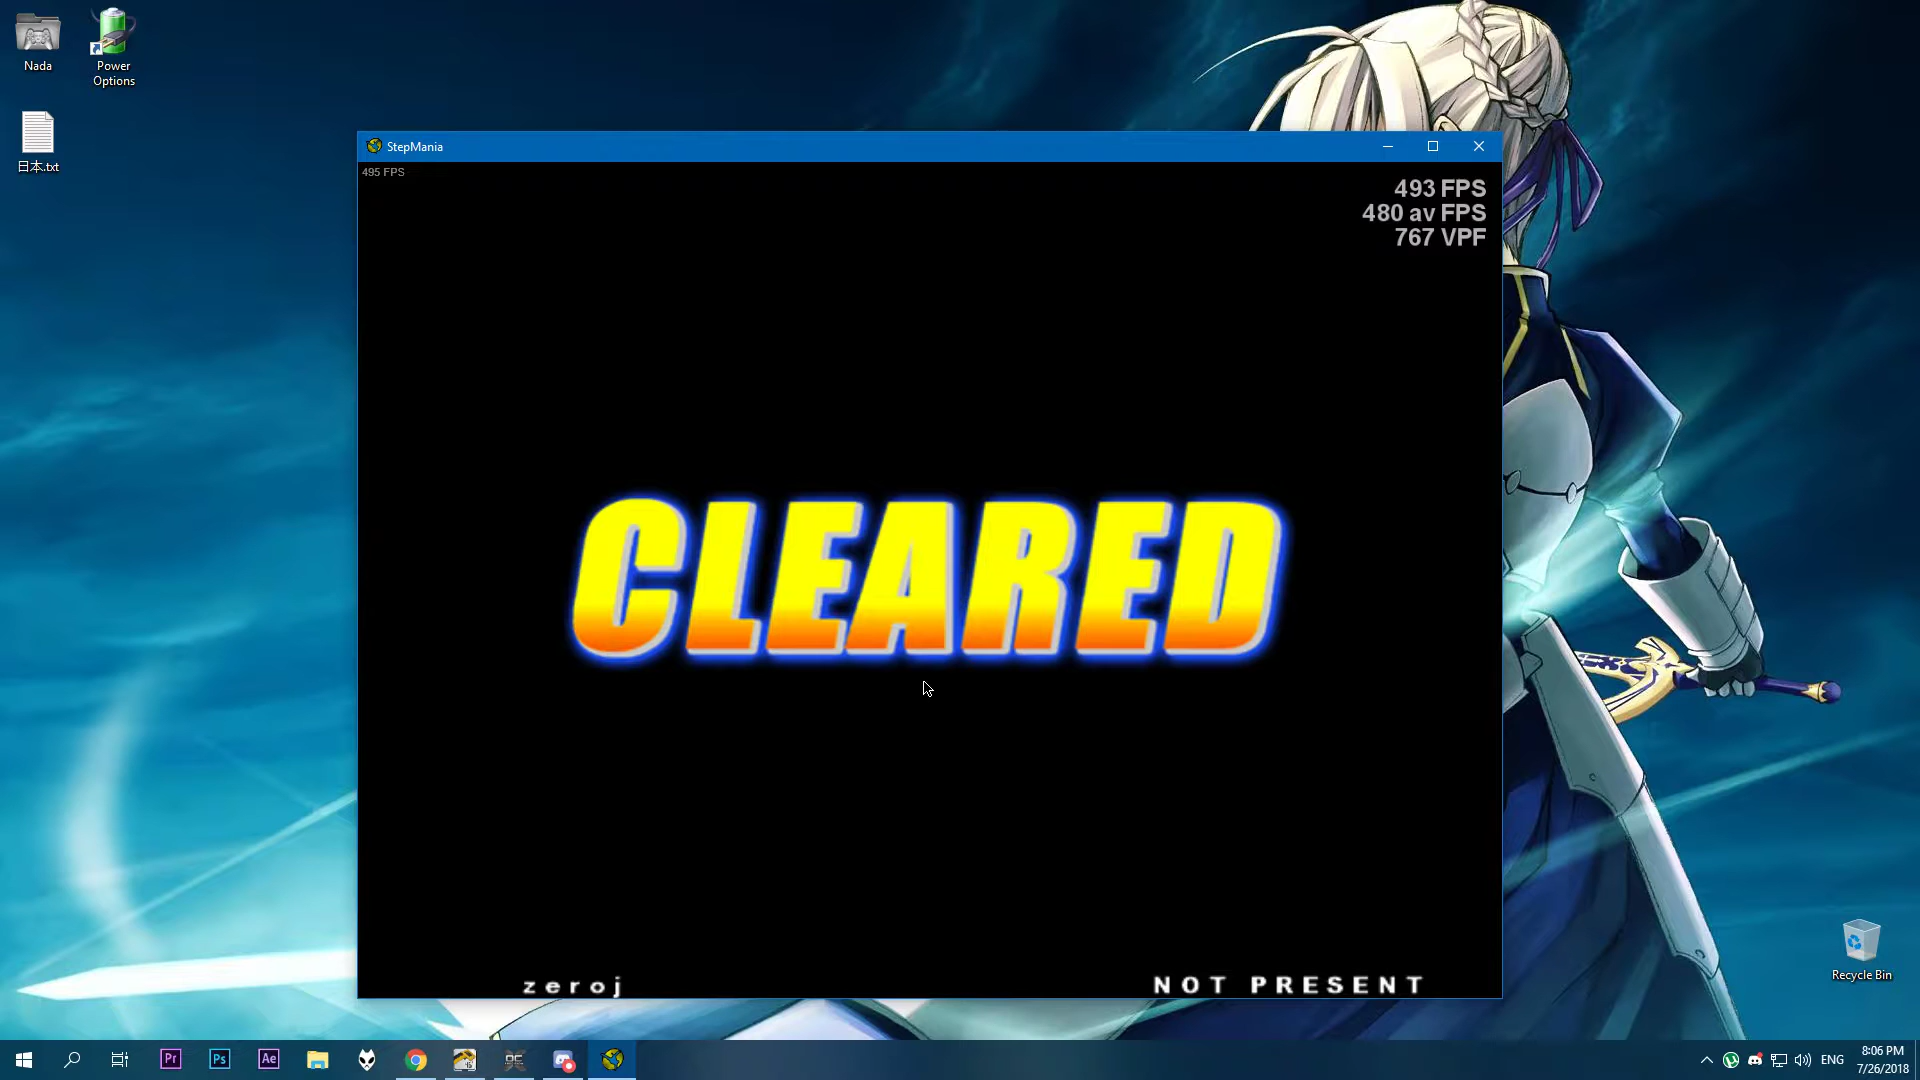 Nada
Power
Options
日本.txt
StepMania
495 FPS
493 FPS
480 av FPS
767 VPF
CLEARED
zeroj
NOT PRESENT
Recycle Bin
Pr
Ps
Ae
ENG
8:06 PM
7/26/2018